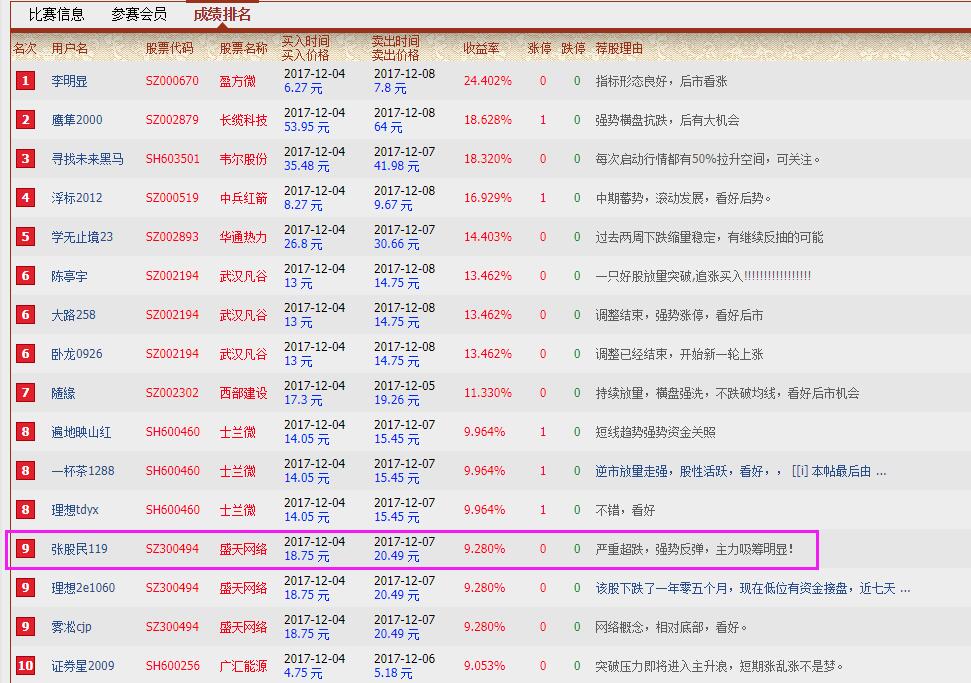 比赛信息 参赛会员 成绩排名
名次 用户名 股票代码 股票名称 买入时间 买入价格 卖出时间 卖出价格 收益率 涨停 跌停 荐股理由
1 李明显 SZ000670 盈方微 2017-12-04 6.27 元 2017-12-08 7.8 元 24.402% 0 0 指标形态良好，后市看涨
2 鹰隼2000 SZ002879 长缆科技 2017-12-04 53.95 元 2017-12-08 64 元 18.628% 1 0 强势横盘抗跌，后有大机会
3 寻找未来黑马 SH603501 韦尔股份 2017-12-04 35.48 元 2017-12-07 41.98 元 18.320% 0 0 每次启动行情都有50%拉升空间，可关注。
4 浮标2012 SZ000519 中兵红箭 2017-12-04 8.27 元 2017-12-08 9.67 元 16.929% 1 0 中期蓄势，滚动发展，看好后势。
5 学无止境23 SZ002893 华通热力 2017-12-04 26.8 元 2017-12-07 30.66 元 14.403% 0 0 过去两周下跌缩量稳定，有继续反抽的可能
6 陈亭宇 SZ002194 武汉凡谷 2017-12-04 13 元 2017-12-08 14.75 元 13.462% 0 0 一只好股放量突破,追涨买入!!!!!!!!!!!!!!!!!
6 大路258 SZ002194 武汉凡谷 2017-12-04 13 元 2017-12-08 14.75 元 13.462% 0 0 调整结束，强势涨停，看好后市
6 卧龙0926 SZ002194 武汉凡谷 2017-12-04 13 元 2017-12-08 14.75 元 13.462% 0 0 调整已经结束，开始新一轮上涨
7 随缘 SZ002302 西部建设 2017-12-04 17.3 元 2017-12-05 19.26 元 11.330% 0 0 持续放量，横盘强洗，不跌破均线，看好后市机会
8 遍地映山红 SH600460 士兰微 2017-12-04 14.05 元 2017-12-07 15.45 元 9.964% 1 0 短线趋势强势资金关照
8 一杯茶1288 SH600460 士兰微 2017-12-04 14.05 元 2017-12-07 15.45 元 9.964% 1 0 逆市放量走强，股性活跃，看好，， [[i] 本帖最后由 ...
8 理想tdyx SH600460 士兰微 2017-12-04 14.05 元 2017-12-07 15.45 元 9.964% 1 0 不错，看好
9 张股民119 SZ300494 盛天网络 2017-12-04 18.75 元 2017-12-07 20.49 元 9.280% 0 0 严重超跌，强势反弹，主力吸筹明显！
9 理想2e1060 SZ300494 盛天网络 2017-12-04 18.75 元 2017-12-07 20.49 元 9.280% 0 0 该股下跌了一年零五个月，现在低位有资金接盘，近七天 ...
9 雾凇cjp SZ300494 盛天网络 2017-12-04 18.75 元 2017-12-07 20.49 元 9.280% 0 0 网络概念，相对底部，看好。
10 证券星2009 SH600256 广汇能源 2017-12-04 4.75 元 2017-12-06 5.18 元 9.053% 0 0 突破压力即将进入主升浪，短期涨乱涨不是梦。